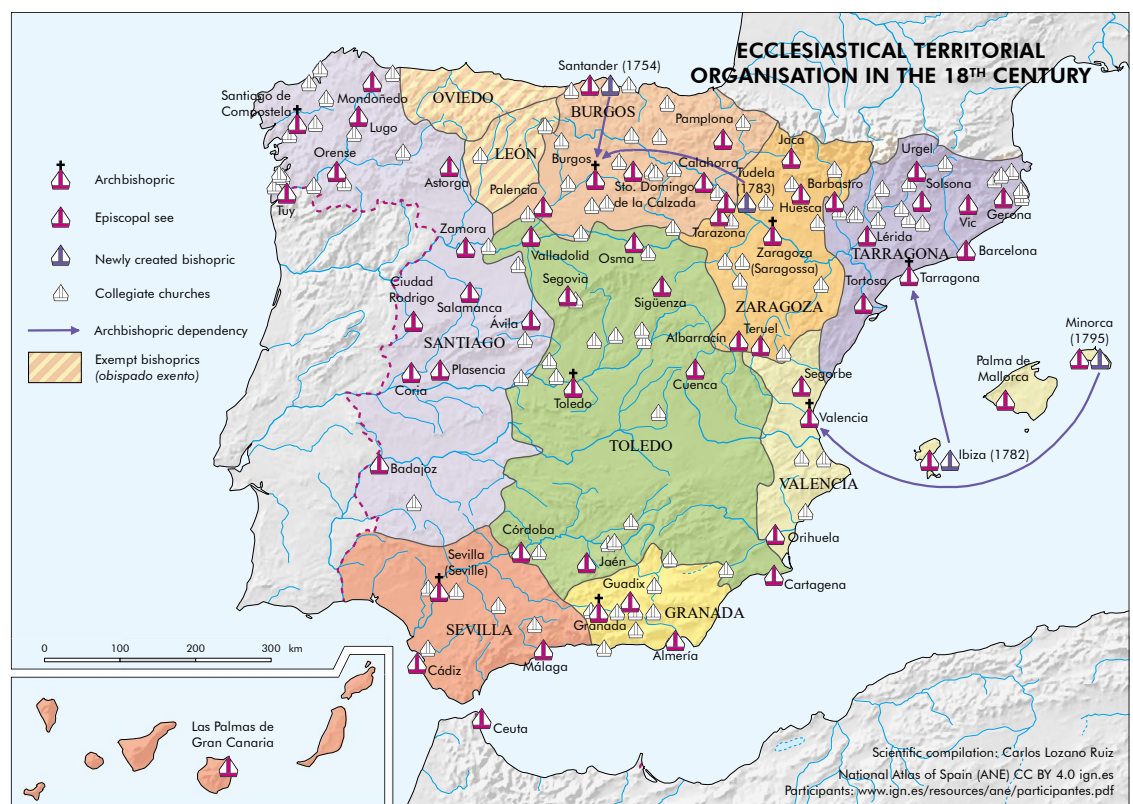 ECCLESIASTICAL TERRITORIAL
ORGANISATION IN THE 18TH CENTURY
Archbishopric
Episcopal see
Newly created bishopric
Collegiate churches
Archbishopric dependency
Exempt bishoprics
(obispado exento)
Santander (1754)
Santiago de
Compostela
Mondoñedo
OVIEDO
BURGOS
Lugo
Pamplona
Orense
LEON
Jaca
Urgel
Burgos
Calahorra
Tudela
(1783)
Astorga
Palencia
Sto. Domingo
de la Calzada
Barbastro
Solsona
Huesca
Tuy
Vic
Gerona
Zamora
Tarazona
Lérida
Valladolid
Osma
Zaragoza
(Saragossa)
TARRAGONA
Barcelona
Ciudad
Rodrigo
Segovia
Tortosa
Tarragona
Salamanca
Sigüenza
ZARAGOZA
Ávila
Albarracín
Teruel
Minorca
(1795)
SANTIAGO
Palma de
Mallorca
Plasencia
Segorbe
Coria
Toledo
Cuenca
Valencia
TOLEDO
Badajoz
Ibiza (1782)
VALENCIA
Córdoba
Orihuela
Sevilla
(Seville)
Jaén
Guadix
Cartagena
GRANADA
SEVILLA
Granada
Almería
Cádiz
Málaga
0 100 200 300 km
Ceuta
Las Palmas de
Gran Canaria
Scientific compilation: Carlos Lozano Ruiz
National Atlas of Spain (ANE) CC BY 4.0 ign.es
Participants: www.ign.es/resources/ane/participantes.pdf